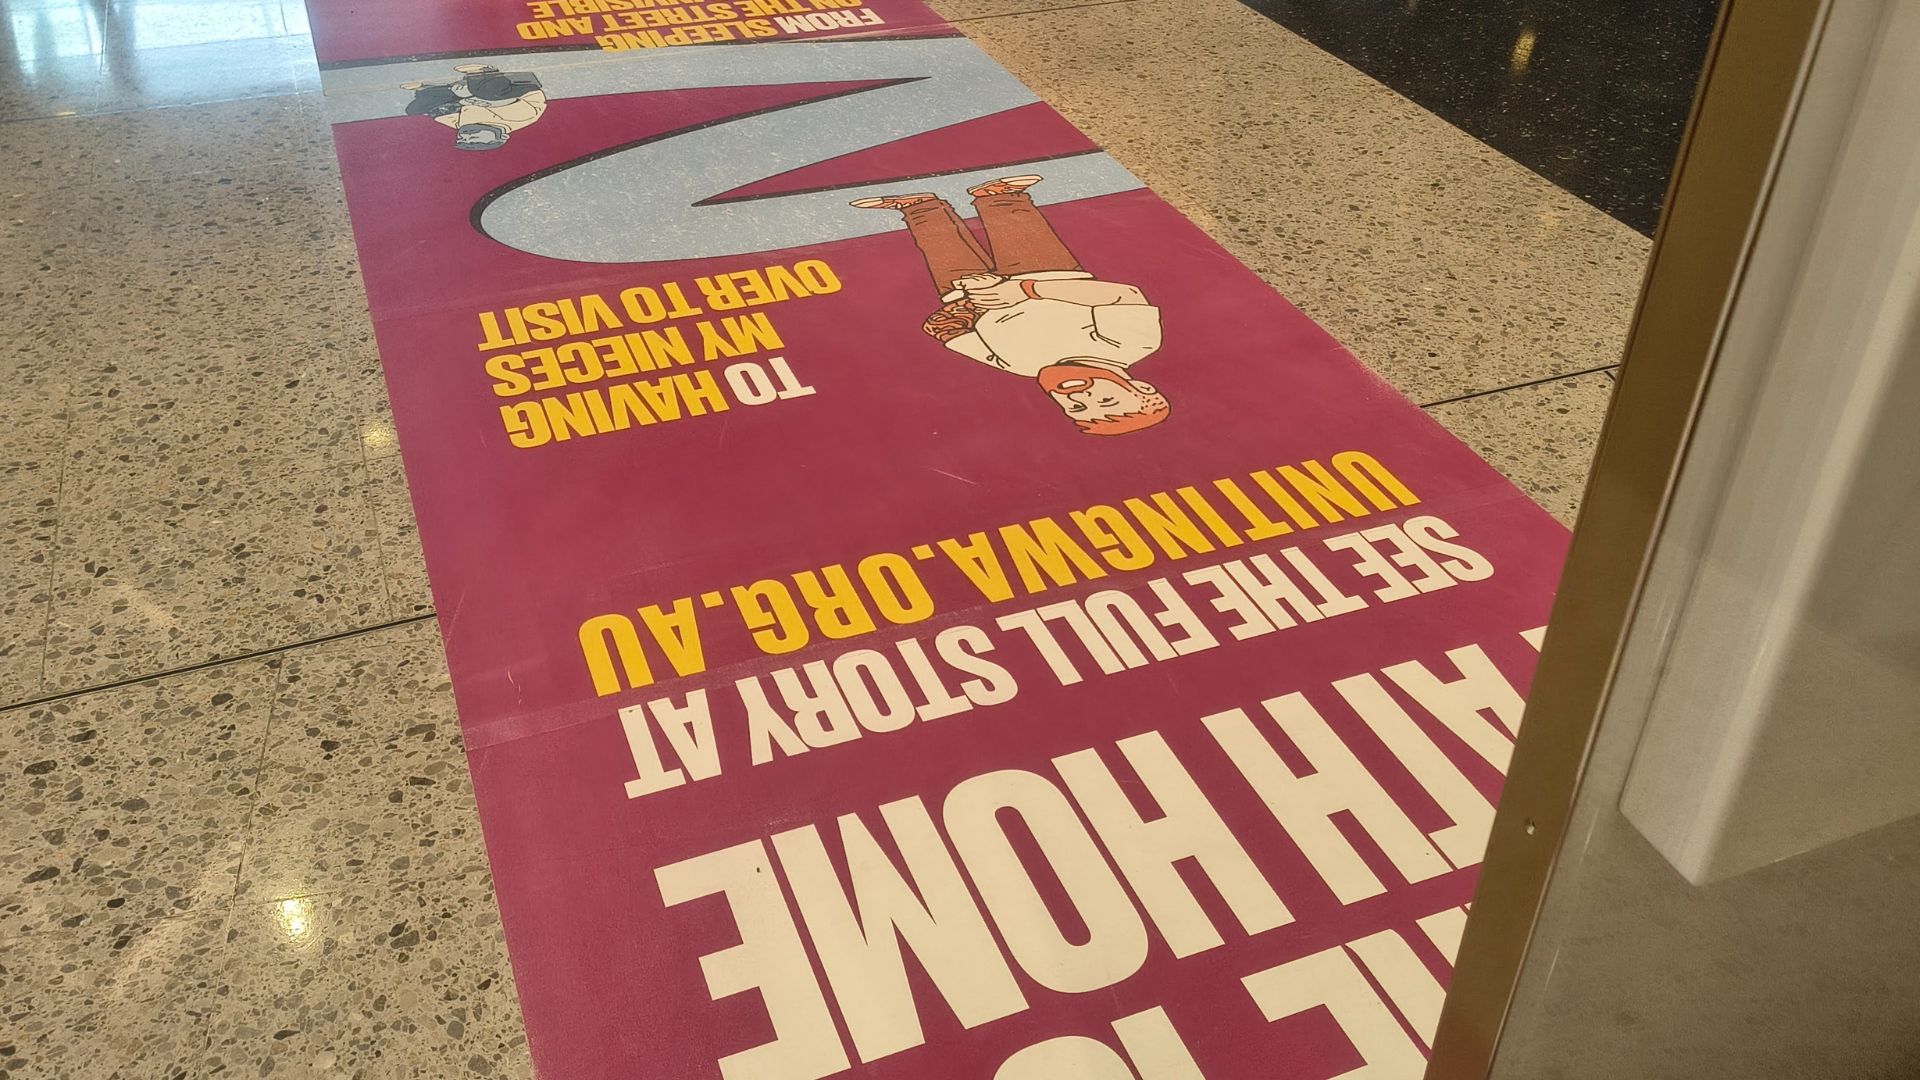 FROM SLEEPING
ON THE STREET AND
INVISIBLE
TO HAVING
MY NIECES
OVER TO VISIT
UNITINGWA.ORG.AU
SEE THE FULL STORY AT
HOME